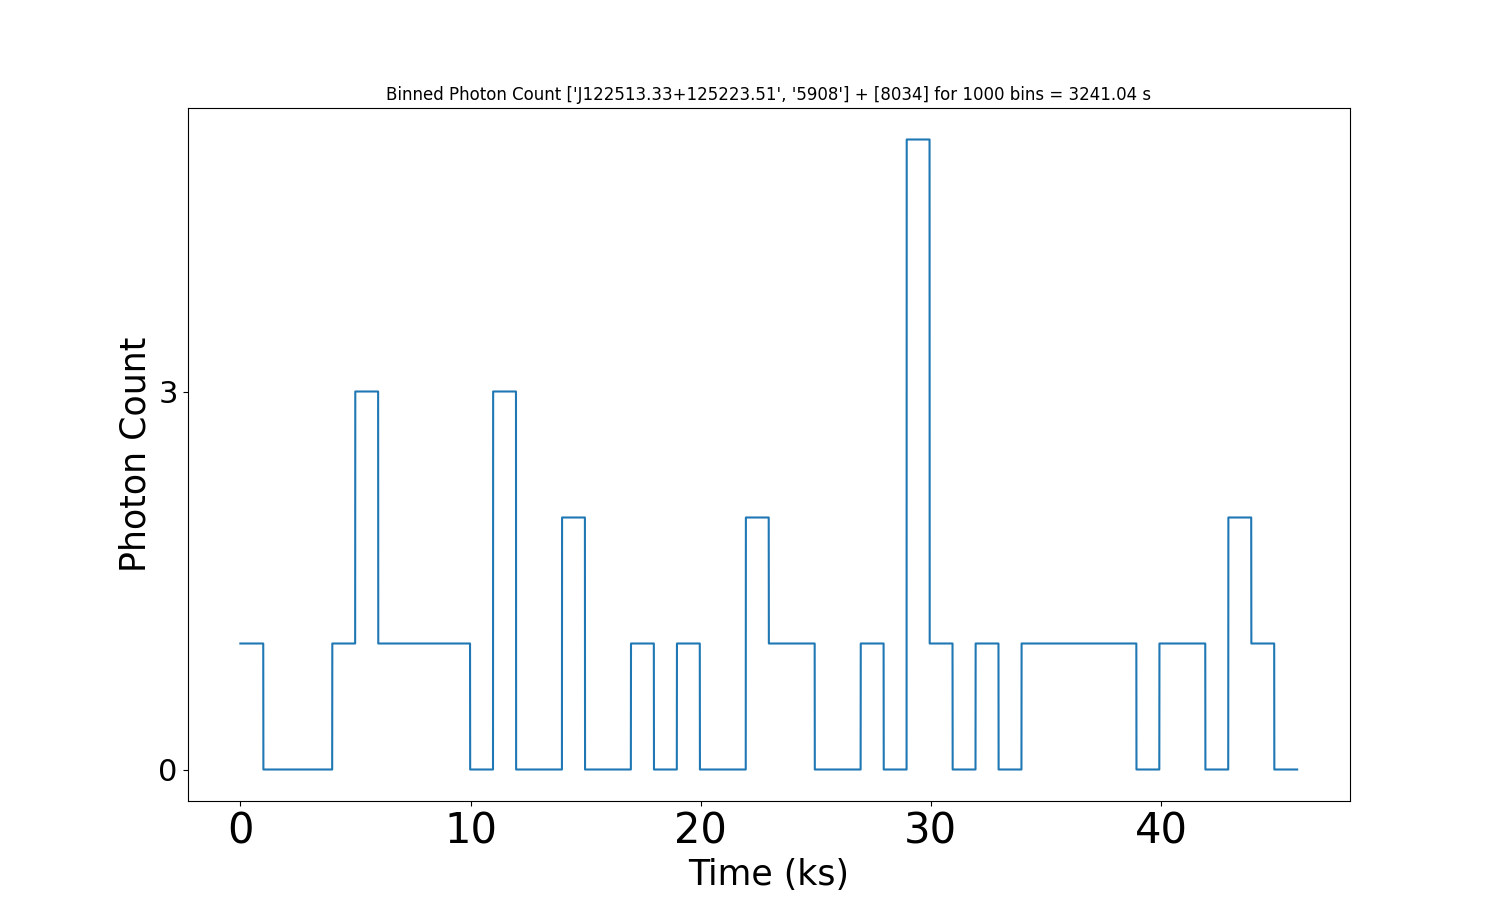 Binned Photon Count ['J122513.33+125223.51', '5908'] + [8034] for 1000 bins = 3241.04 s
Photon Count
3
0
0 10 20 30 40
Time (ks)